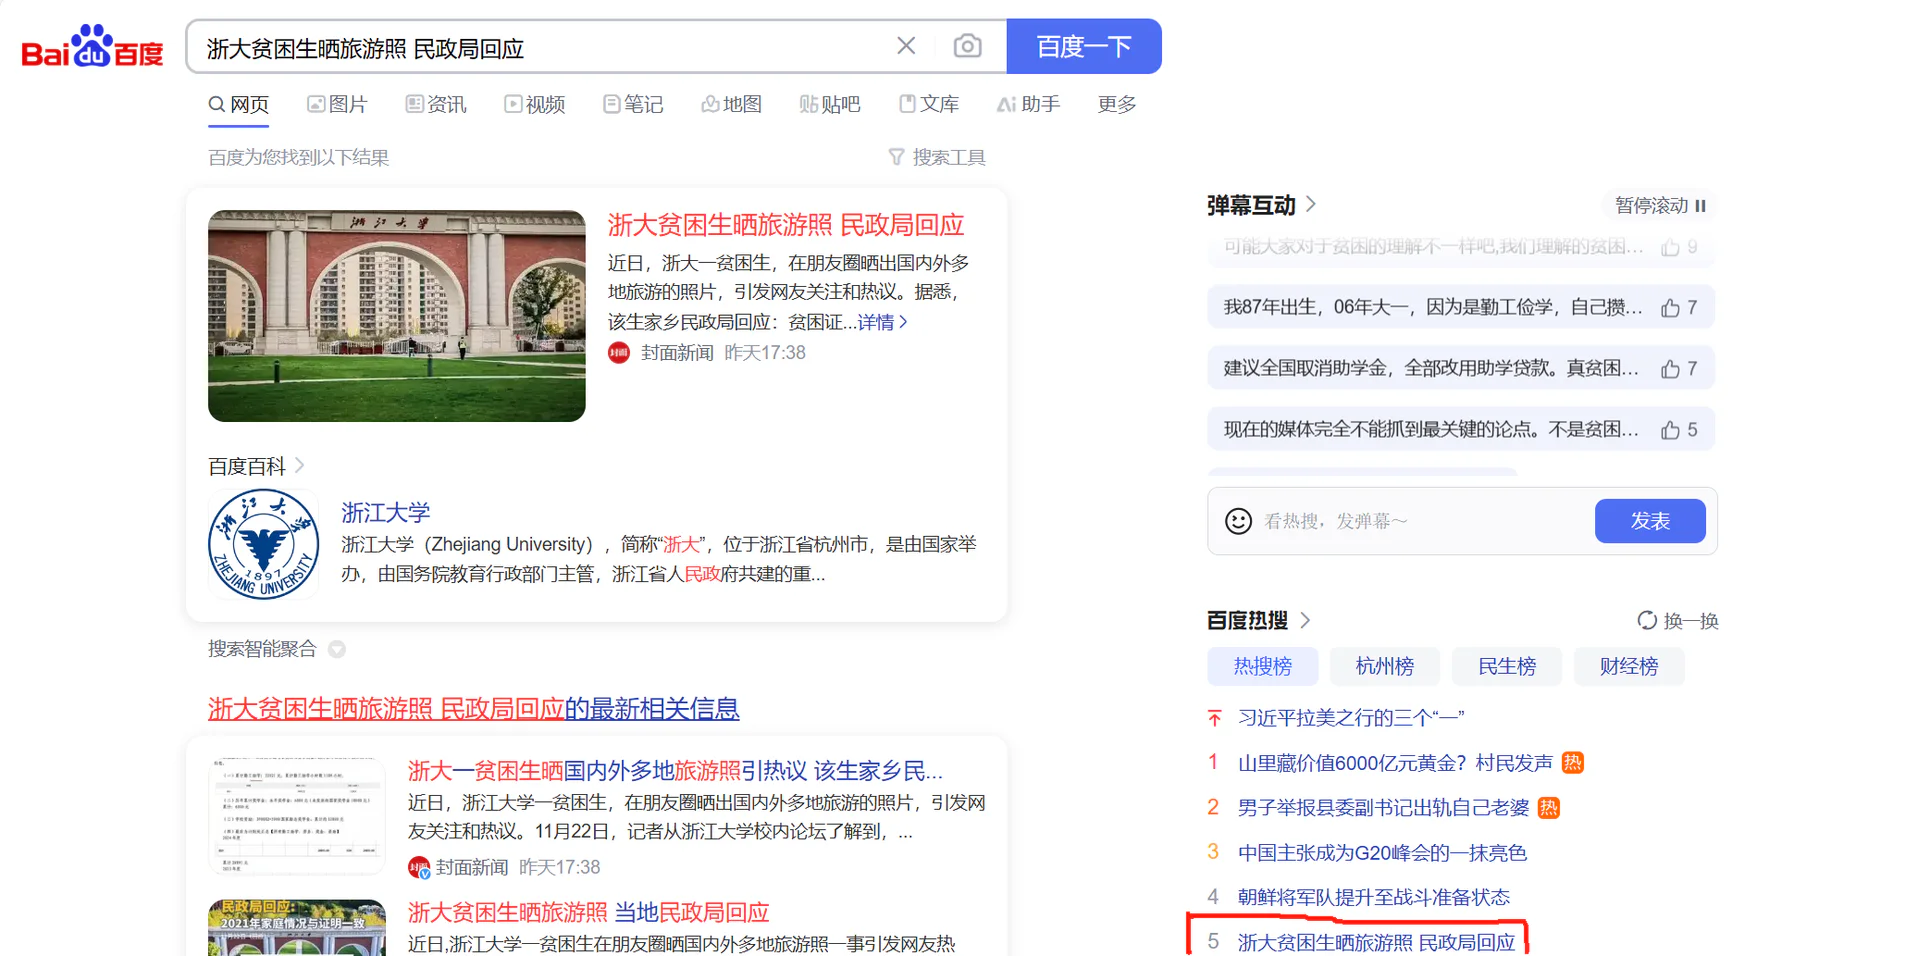 Bai du 百度
浙大贫困生晒旅游照 民政局回应
百度一下
网页
图片
资讯
视频
笔记
地图
贴吧
文库
助手
更多
百度为您找到以下结果
搜索工具
浙江大学
浙大贫困生晒旅游照 民政局回应
近日，浙大一贫困生，在朋友圈晒出国内外多
地旅游的照片，引发网友关注和热议。据悉，
该生家乡民政局回应：贫困证...详情
封面新闻 昨天17:38
百度百科
ZHEJIANG UNIVERSITY
1897
浙江大学
浙江大学（Zhejiang University），简称“浙大”，位于浙江省杭州市，是由国家举
办，由国务院教育行政部门主管，浙江省人民政府共建的重...
搜索智能聚合
浙大贫困生晒旅游照 民政局回应的最新相关信息
浙大一贫困生晒国内外多地旅游照引热议 该生家乡民...
近日，浙江大学一贫困生，在朋友圈晒出国内外多地旅游的照片，引发网
友关注和热议。11月22日，记者从浙江大学校内论坛了解到，...
封面新闻 昨天17:38
民政局回应:
2021年家庭情况与证明一致
浙大贫困生晒旅游照 当地民政局回应
近日,浙江大学一贫困生在朋友圈晒国内外多地旅游照一事引发网友热
弹幕互动
暂停滚动
可能大家对于贫困的理解不一样吧,我们理解的贫困... 9
我87年出生，06年大一，因为是勤工俭学，自己攒... 7
建议全国取消助学金，全部改用助学贷款。真贫困... 7
现在的媒体完全不能抓到最关键的论点。不是贫困... 5
看热搜，发弹幕～
发表
百度热搜
换一换
热搜榜
杭州榜
民生榜
财经榜
习近平拉美之行的三个“一”
1 山里藏价值6000亿元黄金？村民发声 热
2 男子举报县委副书记出轨自己老婆 热
3 中国主张成为G20峰会的一抹亮色
4 朝鲜将军队提升至战斗准备状态
5 浙大贫困生晒旅游照 民政局回应